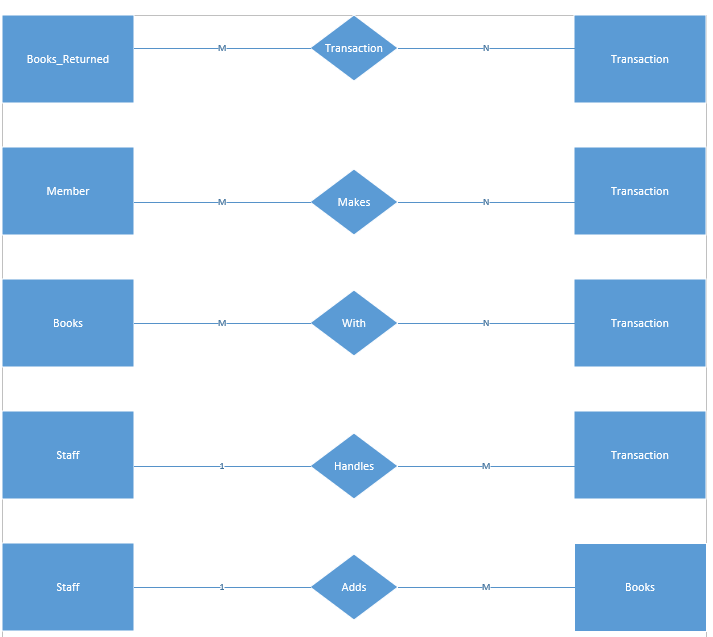 Books_Returned M Transaction N Transaction
Member M Makes N Transaction
Books M With N Transaction
Staff 1 Handles M Transaction
Staff 1 Adds M Books